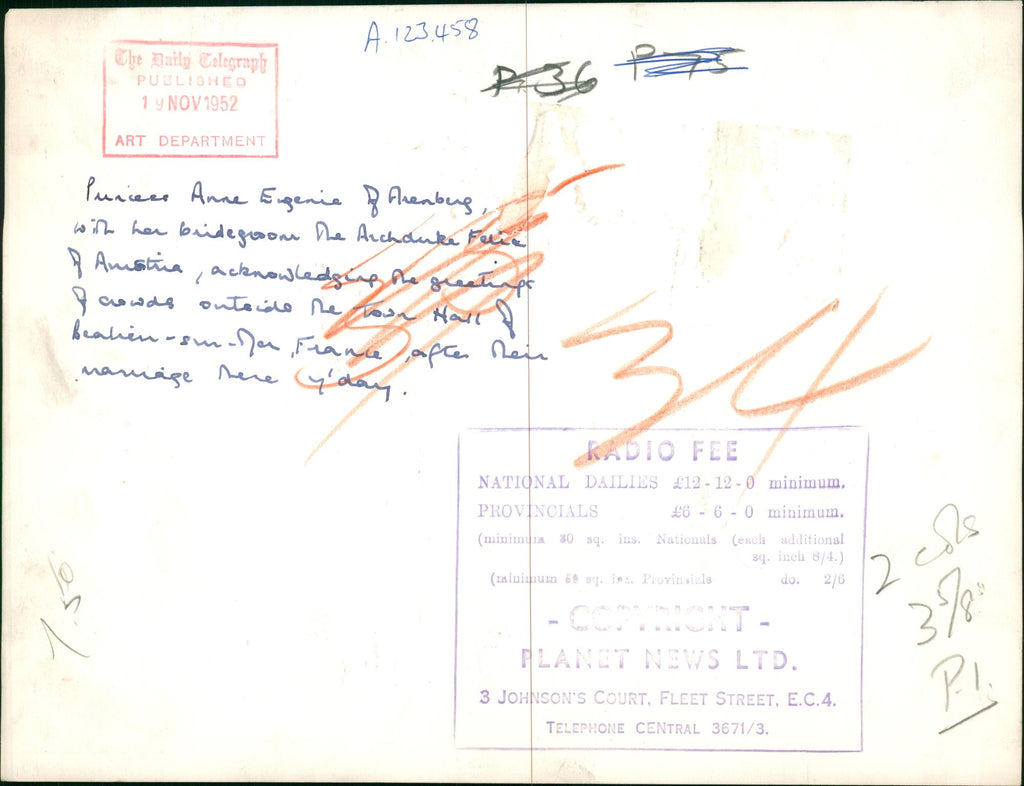 A.123.458
The Daily Telegraph
PUBLISHED
19 NOV 1952
ART DEPARTMENT
P. 36
P 75
Princess Anne Eugenie of Arenberg,
with her bridegroom the Archduke Felix
of Austria, acknowledging the greetings
of crowds outside the town Hall of
Beaulieu-sur-Mer, France, after their
marriage there y'day.
34
RADIO FEE
NATIONAL DAILIES £12-12-0 minimum.
PROVINCIALS £6-6-0 minimum.
(minimum 30 sq. ins. Nationals (each additional
sq. inch 8/4.)
(minimum sq. ins. Provincials do. 2/6
- COPYRIGHT -
PLANET NEWS LTD.
3 JOHNSON'S COURT, FLEET STREET, E.C.4.
TELEPHONE CENTRAL 3671/3.
2 cols
3 5/8"
P.1.
7.50